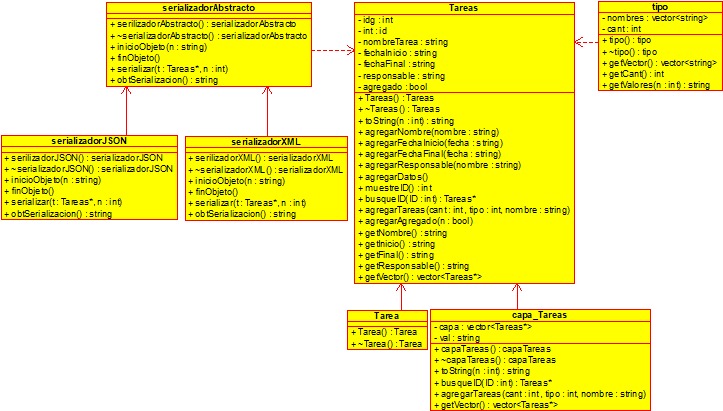 serializadorAbstracto
+ serilizadorAbstracto() : serializadorAbstracto
+ ~serializadorAbstracto() : serializadorAbstracto
+ inicioObjeto(n : string)
+ finObjeto()
+ serializar(t : Tareas*, n : int)
+ obtSerializacion() : string
Tareas
- idg : int
- int : id
- nombreTarea : string
- fechaInicio : string
- fechaFinal : string
- responsable : string
- agregado : bool
+ Tareas() : Tareas
+ ~Tareas() : Tareas
+ toString(n : int) : string
+ agregarNombre(nombre : string)
+ agregarFechaInicio(fecha : string)
+ agregarFechaFinal(fecha : string)
+ agregarResponsable(nombre : string)
+ agregarDatos()
+ muestreID() : int
+ busqueID(ID : int) : Tareas*
+ agregarTareas(cant : int, tipo : int, nombre : string)
+ agregarAgregado(n : bool)
+ getNombre() : string
+ getInicio() : string
+ getFinal() : string
+ getResponsable() : string
+ getVector() : vector<Tareas*>
tipo
- nombres : vector<string>
- cant : int
+ tipo() : tipo
+ ~tipo() : tipo
+ getVector() : vector<string>
+ getCant() : int
+ getValores(n : int) : string
serializadorJSON
+ serilizadorJSON() : serializadorJSON
+ ~serializadorJSON() : serializadorJSON
+ inicioObjeto(n : string)
+ finObjeto()
+ serializar(t : Tareas*, n : int)
+ obtSerializacion() : string
serializadorXML
+ serilizadorXML() : serializadorXML
+ ~serializadorXML() : serializadorXML
+ inicioObjeto(n : string)
+ finObjeto()
+ serializar(t : Tareas*, n : int)
+ obtSerializacion() : string
Tarea
+ Tarea() : Tarea
+ ~Tarea() : Tarea
capa_Tareas
- capa : vector<Tareas*>
- val : string
+ capaTareas() : capaTareas
+ ~capaTareas() : capaTareas
+ toString(n : int) : string
+ busqueID(ID : int) : Tareas*
+ agregarTareas(cant : int, tipo : int, nombre : string)
+ getVector() : vector<Tareas*>